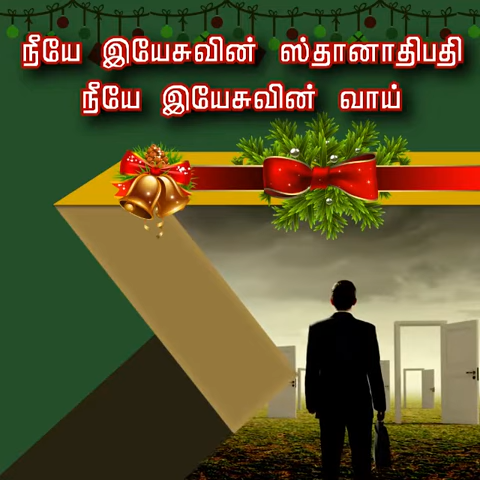 நீயே இயேசுவின் ஸ்தானாதிபதி
நீயே இயேசுவின் வாய்